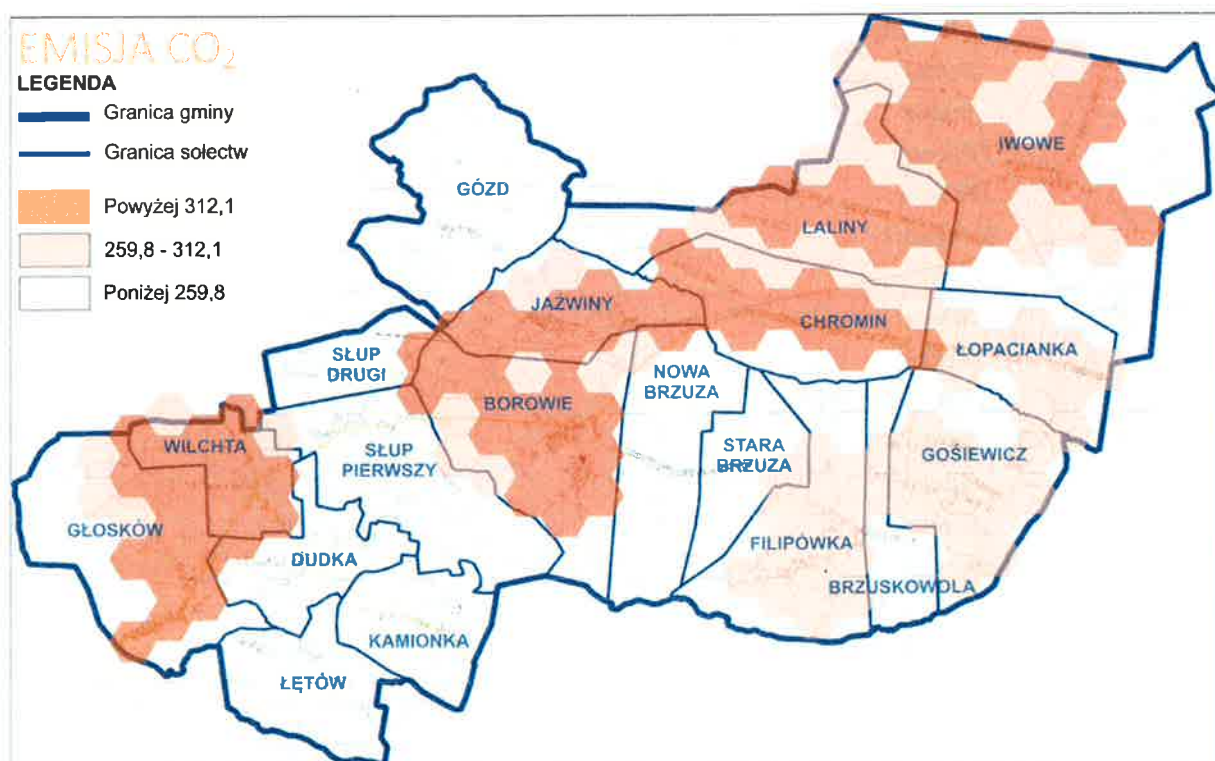 EMISJA CO₂
LEGENDA
Granica gminy
Granica sołectw
Powyżej 312,1
259,8 - 312,1
Poniżej 259,8
GÓZD
IWOWE
LALINY
JAŹWINY
CHROMIN
SŁUP
DRUGI
ŁOPACIANKA
NOWA
BRZUZA
BOROWIE
WILCHTA
SŁUP
PIERWSZY
STARA
BRZUZA
GOŚIEWICZ
GŁOSKÓW
FILIPÓWKA
DUDKA
BRZUSKOWOLA
KAMIONKA
ŁĘTÓW